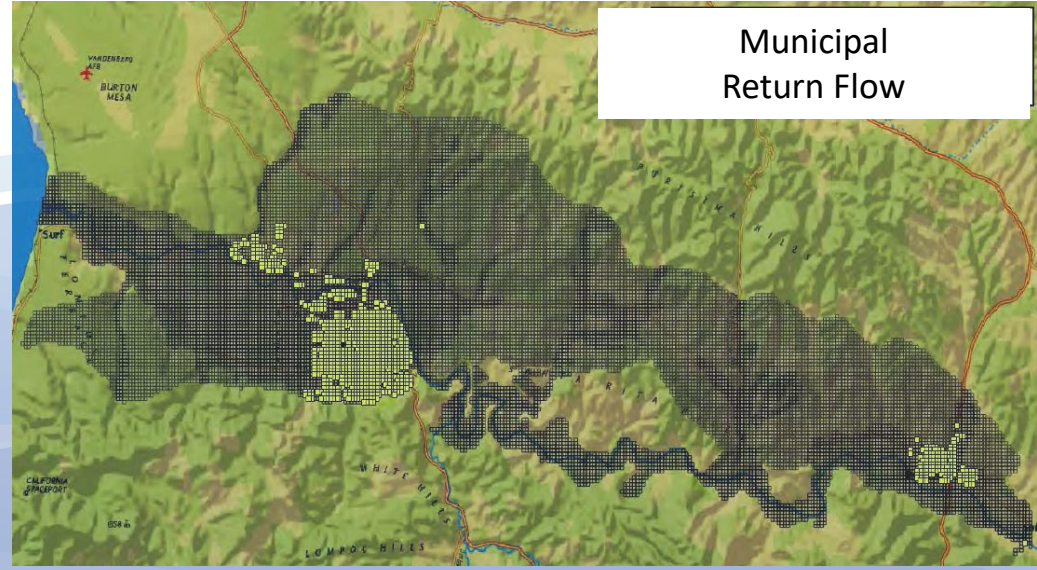 Municipal
Return Flow
VANDENBERG
AFB
BURTON
MESA
PURISIMA
HILLS
Surf
WHITE HILLS
CALIFORNIA
SPACEPORT
LOMPOC HILLS